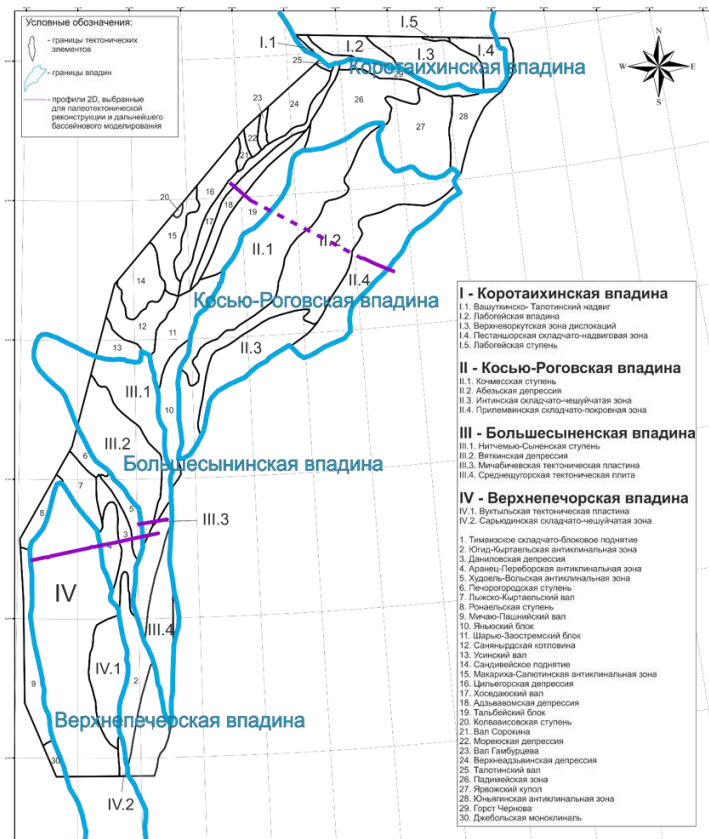 Условные обозначения:
- границы тектонических
элементов
- границы впадин
- профили 2D, выбранные
для палеотектонической
реконструкции и дальнейшего
бассейнового моделирования
N
W
E
S
I.5
I.1
I.2
I.3
I.4
25
29
Коротаихинская впадина
23
24
26
27
28
22
21
16
20
18
19
17
15
II.1
II.2
II.4
14
Косью-Роговская впадина
12
11
13
II.3
III.1
10
III.2
6
Большесынинская впадина
7
8
5
III.3
3
4
IV
III.4
IV.1
2
9
Верхнепечорская впадина
30
IV.2
I - Коротаихинская впадина
I.1. Вашуткинско- Талотинский надвиг
I.2. Лабогейская впадина
I.3. Верхневоркутская зона дислокаций
I.4. Пестаншорская складчато-надвиговая зона
I.5. Лабогейская ступень
II - Косью-Роговская впадина
II.1. Кочмесская ступень
II.2. Абезьская депрессия
II.3. Интинская складчато-чешуйчатая зона
II.4. Прилемвинская складчато-покровная зона
III - Большесыненская впадина
III.1. Нитчемью-Сыненская ступень
III.2. Вяткинская депрессия
III.3. Мичабичевская тектоническая пластина
III.4. Среднещугорская тектоническая плита
IV - Верхнепечорская впадина
IV.1. Вуктыльская тектоническая пластина
IV.2. Сарьюдинская складчато-чешуйчатая зона
1. Тиманское складчато-блоковое поднятие
2. Югид-Кыртаельская антиклинальная зона
3. Даниловская депрессия
4. Аранец-Переборская антиклинальная зона
5. Худоель-Вольская антиклинальная зона
6. Печорогородская ступень
7. Лыжско-Кыртаельский вал
8. Ронаельская ступень
9. Мичаю-Пашнийский вал
10. Яньюский блок
11. Шарью-Заостремский блок
12. Санянырдская котловина
13. Усинский вал
14. Сандивейское поднятие
15. Макариха-Салютинская антиклинальная зона
16. Цильегорская депрессия
17. Хоседаюский вал
18. Адзьвавомская депрессия
19. Тальбейский блок
20. Колвависовская ступень
21. Вал Сорокина
22. Мореюская депрессия
23. Вал Гамбурцева
24. Верхнеадзьвинская депрессия
25. Талотинский вал
26. Падимейская зона
27. Ярвожский купол
28. Юньягинская антиклинальная зона
29. Горст Чернова
30. Джебольская моноклиналь